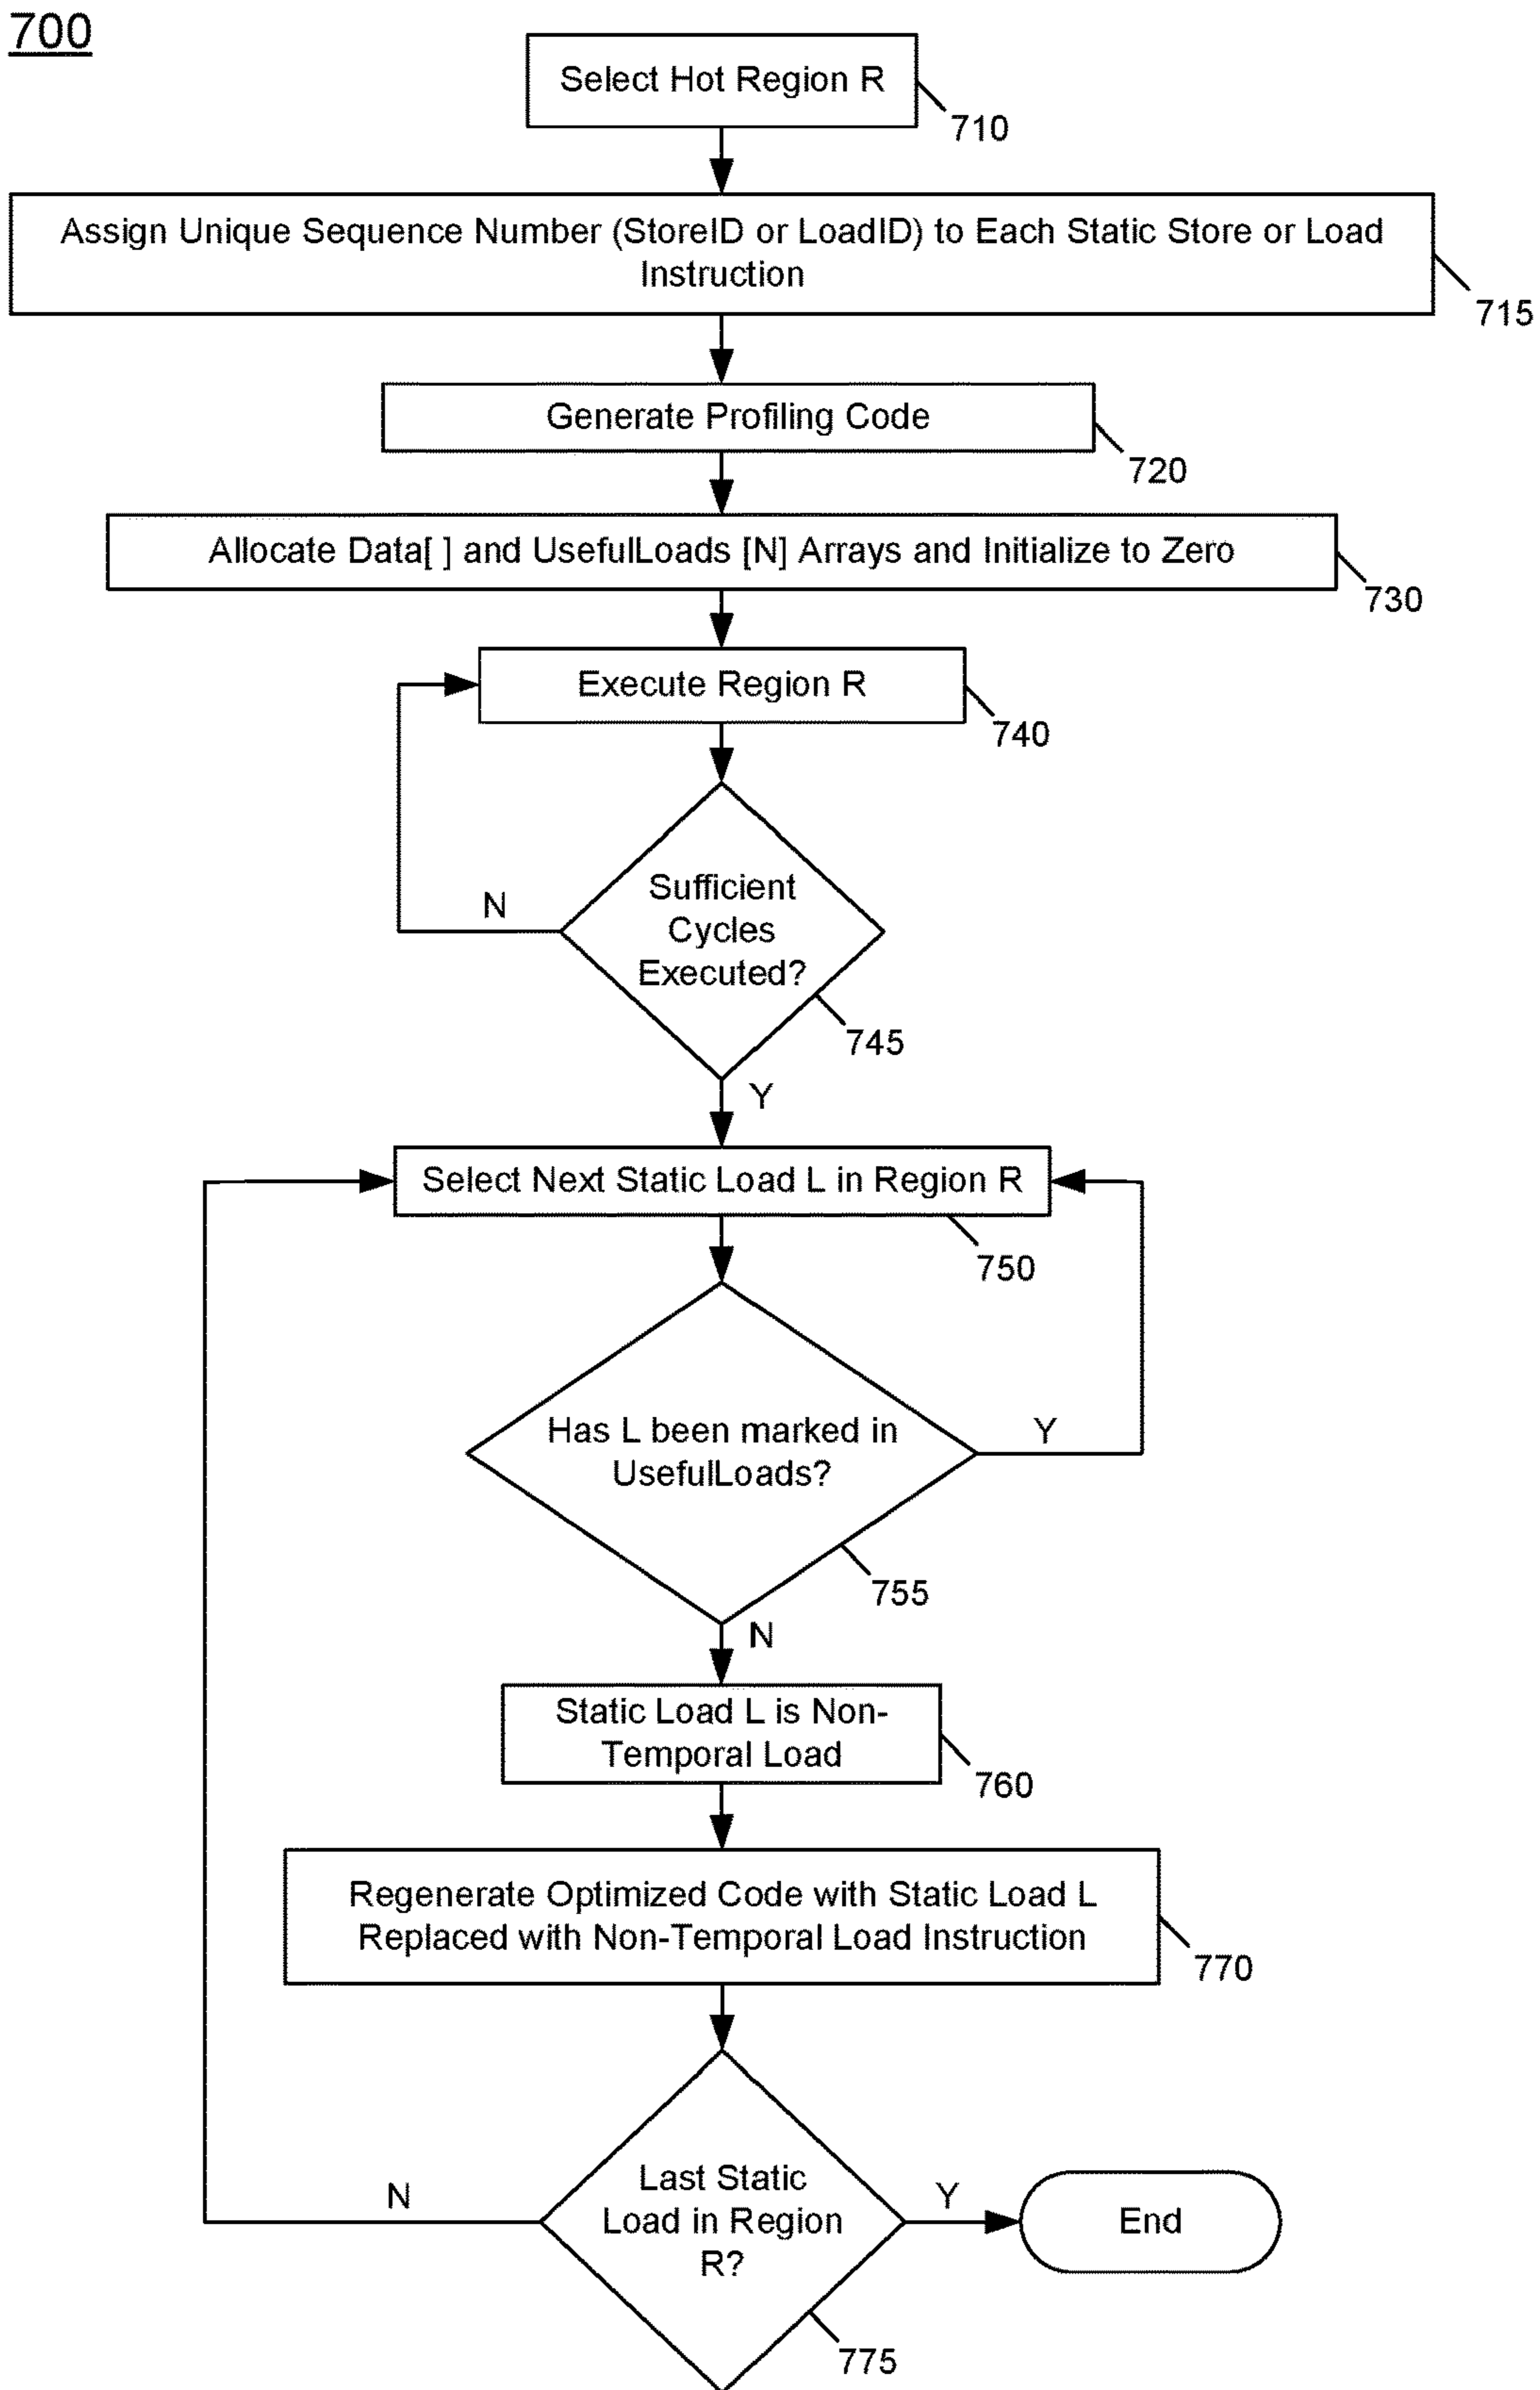 700
Select Hot Region R
710
Assign Unique Sequence Number (StoreID or LoadID) to Each Static Store or Load
Instruction
715
Generate Profiling Code
720
Allocate Data[ ] and UsefulLoads [N] Arrays and Initialize to Zero
730
Execute Region R
740
Sufficient
Cycles
Executed?
N
745
Y
Select Next Static Load L in Region R
750
Has L been marked in
UsefulLoads?
Y
755
N
Static Load L is Non-
Temporal Load
760
Regenerate Optimized Code with Static Load L
Replaced with Non-Temporal Load Instruction
770
Last Static
Load in Region
R?
N
Y
End
775